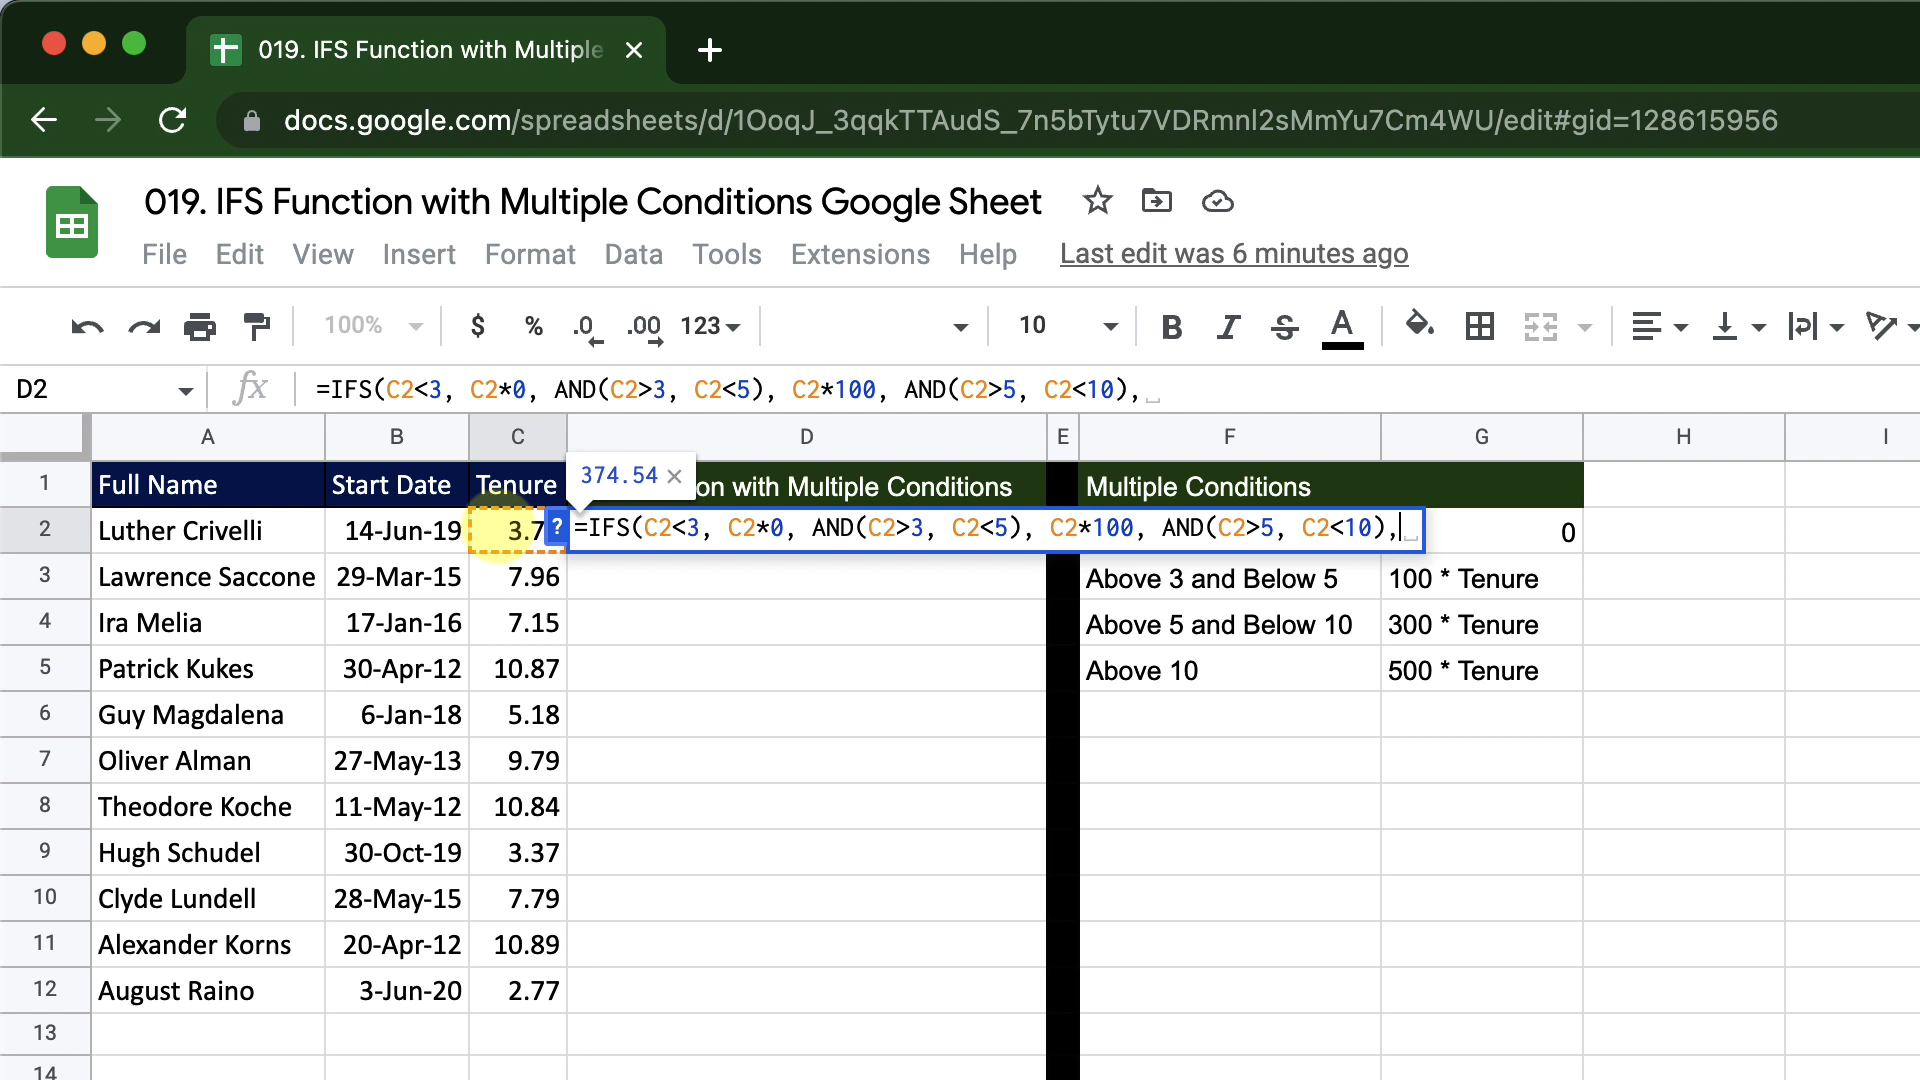 019. IFS Function with Multiple
docs.google.com/spreadsheets/d/1OoqJ_3qqkTTAudS_7n5bTytu7VDRmnl2sMmYu7Cm4WU/edit#gid=128615956
019. IFS Function with Multiple Conditions Google Sheet
File Edit View Insert Format Data Tools Extensions Help Last edit was 6 minutes ago
100% $ % .0 .00 123 10 B I S A
D2 fx =IFS(C2<3, C2*0, AND(C2>3, C2<5), C2*100, AND(C2>5, C2<10),
A B C D E F G H I
1 Full Name Start Date Tenure 374.54 × on with Multiple Conditions Multiple Conditions
2 Luther Crivelli 14-Jun-19 3.7 ? =IFS(C2<3, C2*0, AND(C2>3, C2<5), C2*100, AND(C2>5, C2<10), 0
3 Lawrence Saccone 29-Mar-15 7.96 Above 3 and Below 5 100 * Tenure
4 Ira Melia 17-Jan-16 7.15 Above 5 and Below 10 300 * Tenure
5 Patrick Kukes 30-Apr-12 10.87 Above 10 500 * Tenure
6 Guy Magdalena 6-Jan-18 5.18
7 Oliver Alman 27-May-13 9.79
8 Theodore Koche 11-May-12 10.84
9 Hugh Schudel 30-Oct-19 3.37
10 Clyde Lundell 28-May-15 7.79
11 Alexander Korns 20-Apr-12 10.89
12 August Raino 3-Jun-20 2.77
13
14